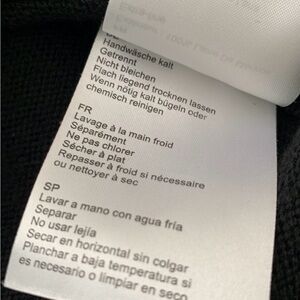 Handwäsche kalt
Getrennt
Nicht bleichen
Flach liegend trocknen lassen
Wenn nötig kalt bügeln oder
chemisch reinigen
FR
Lavage à la main froid
Séparément
Ne pas chlorer
Sécher à plat
Repasser à froid si nécessaire
ou nettoyer à sec
SP
Lavar a mano con agua fría
Separar
No usar lejía
Secar en horizontal sin colgar
Planchar a baja temperatura si
es necesario o limpiar en seco